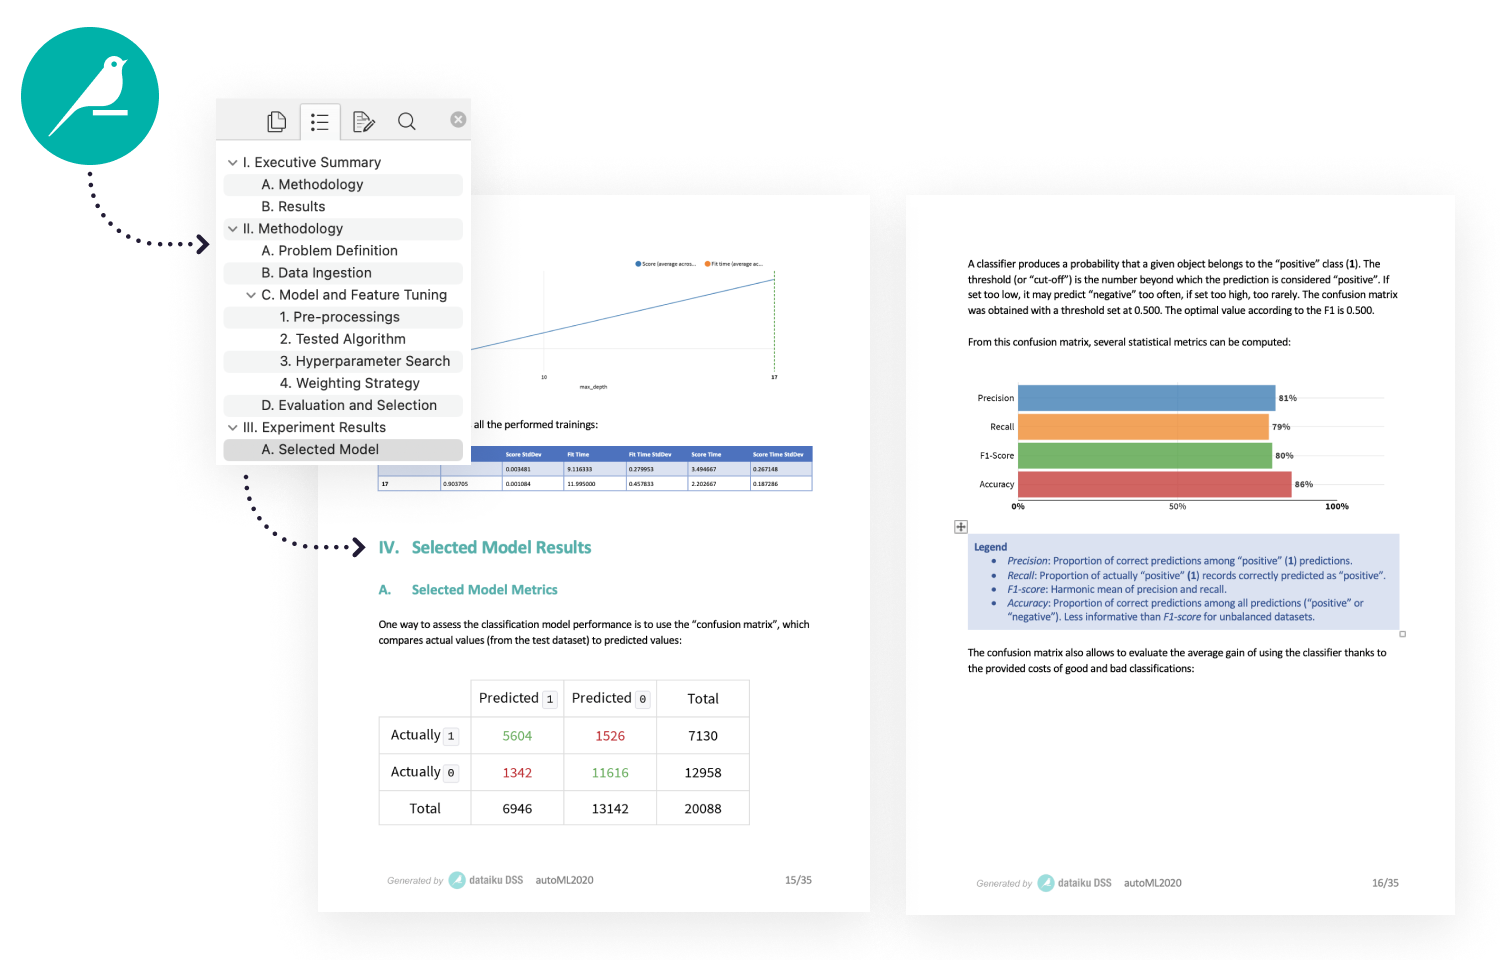 I. Executive Summary
A. Methodology
B. Results
II. Methodology
A. Problem Definition
B. Data Ingestion
C. Model and Feature Tuning
1. Pre-processings
2. Tested Algorithm
3. Hyperparameter Search
4. Weighting Strategy
D. Evaluation and Selection
III. Experiment Results
A. Selected Model
Score (average acros...
Fit time (average ac...
10
17
max_depth
all the performed trainings:
Score StdDev Fit Time Fit Time StdDev Score Time Score Time StdDev
0.003481 9.116333 0.279953 3.494667 0.267148
17 0.903705 0.001084 11.995000 0.457833 2.202667 0.187286
IV. Selected Model Results
A. Selected Model Metrics
One way to assess the classification model performance is to use the “confusion matrix”, which
compares actual values (from the test dataset) to predicted values:
Predicted 1 Predicted 0 Total
Actually 1 5604 1526 7130
Actually 0 1342 11616 12958
Total 6946 13142 20088
Generated by dataiku DSS autoML2020 15/35
A classifier produces a probability that a given object belongs to the “positive” class (1). The
threshold (or “cut-off”) is the number beyond which the prediction is considered “positive”. If
set too low, it may predict “negative” too often, if set too high, too rarely. The confusion matrix
was obtained with a threshold set at 0.500. The optimal value according to the F1 is 0.500.
From this confusion matrix, several statistical metrics can be computed:
Precision 81%
Recall 79%
F1-Score 80%
Accuracy 86%
0% 50% 100%
Legend
• Precision: Proportion of correct predictions among “positive” (1) predictions.
• Recall: Proportion of actually “positive” (1) records correctly predicted as “positive”.
• F1-score: Harmonic mean of precision and recall.
• Accuracy: Proportion of correct predictions among all predictions (“positive” or
“negative”). Less informative than F1-score for unbalanced datasets.
The confusion matrix also allows to evaluate the average gain of using the classifier thanks to
the provided costs of good and bad classifications:
Generated by dataiku DSS autoML2020 16/35